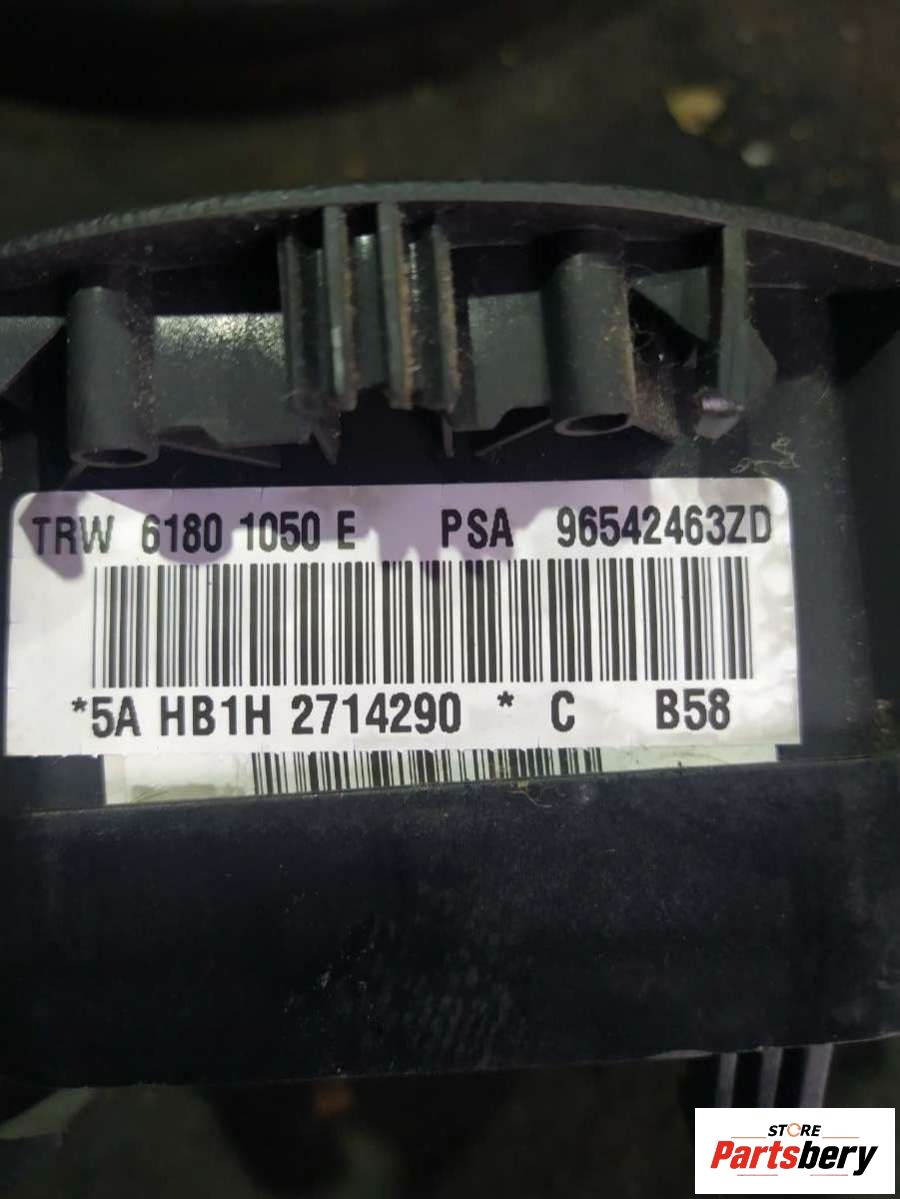 TRW 6180 1050 E PSA 96542463ZD
*5A HB1H 2714290 * C B58
STORE
Partsbery